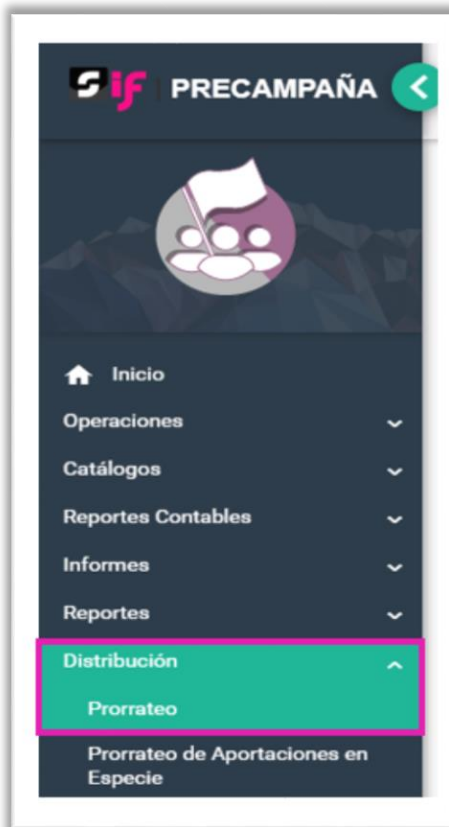 sif PRECAMPAÑA
Inicio
Operaciones
Catálogos
Reportes Contables
Informes
Reportes
Distribución
Prorrateo
Prorrateo de Aportaciones en
Especie